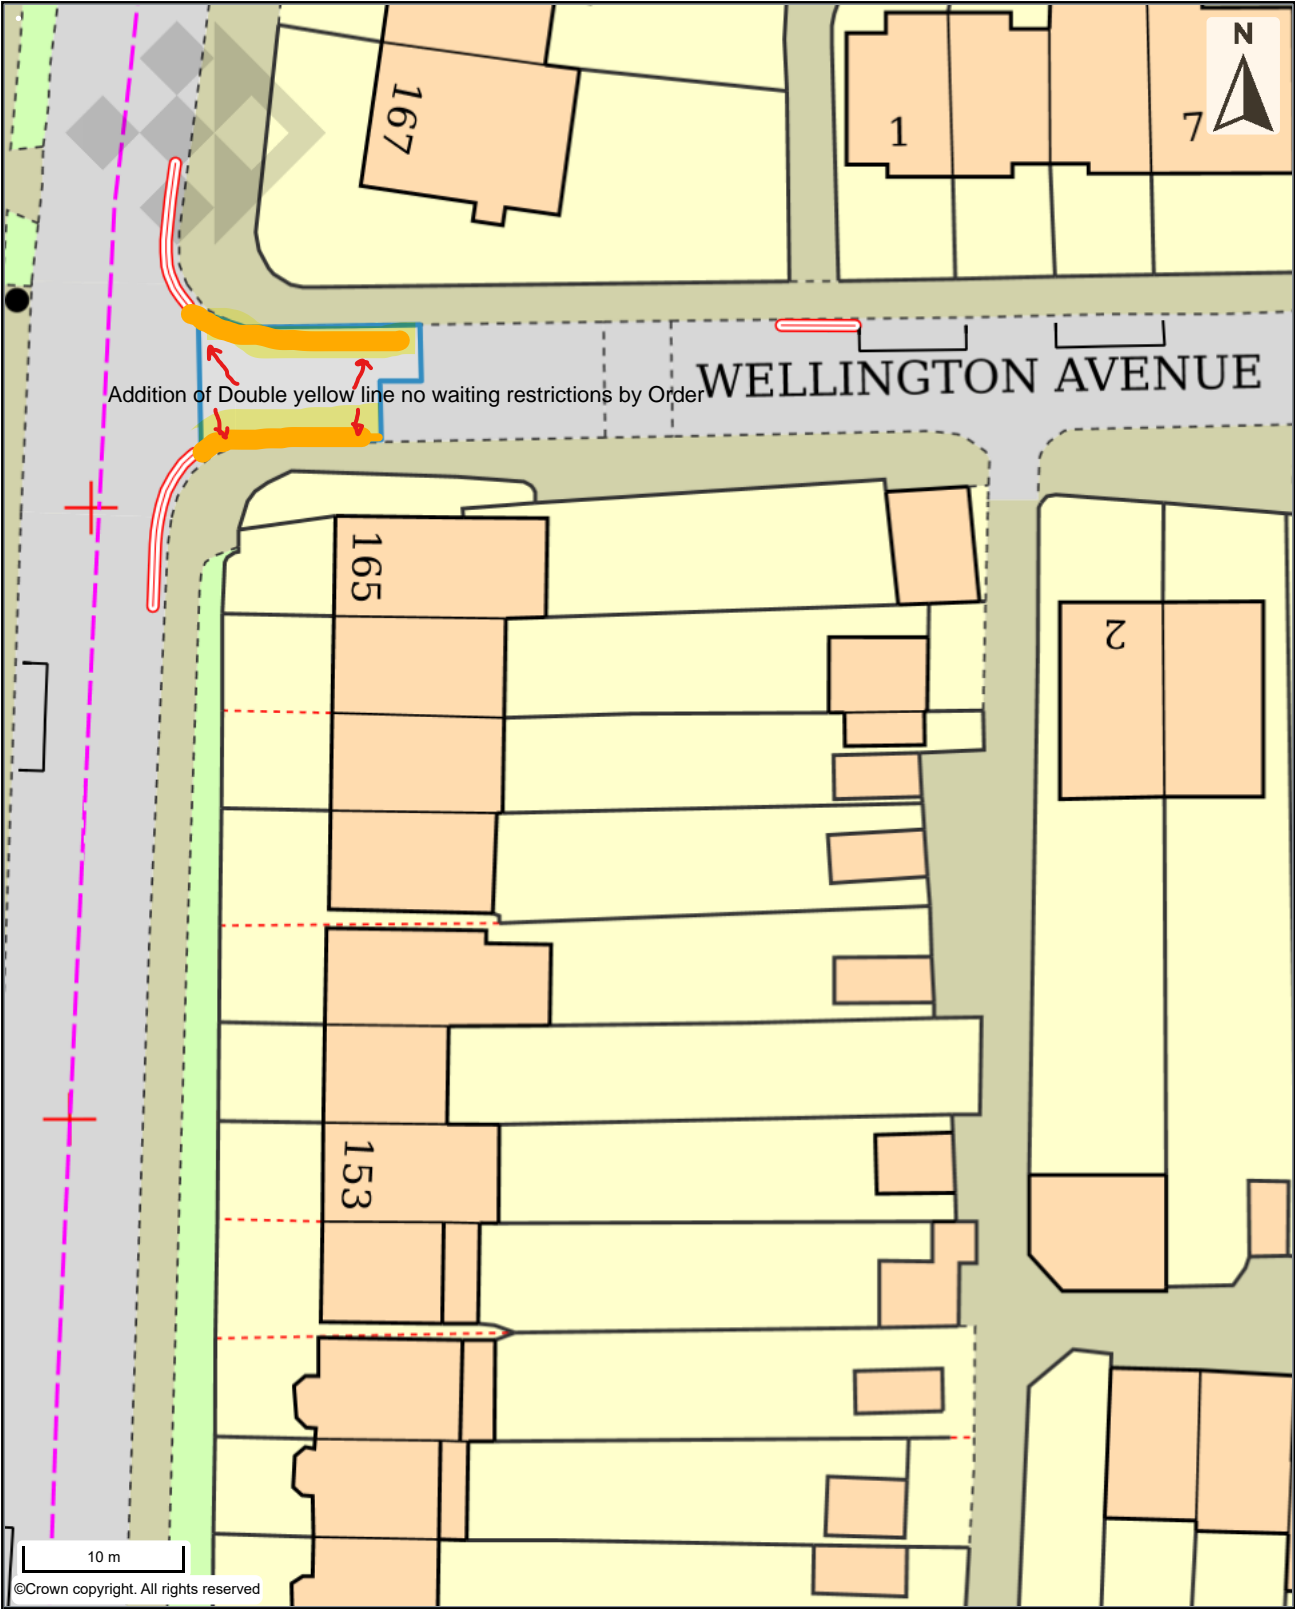 N
167
1
7
WELLINGTON AVENUE
Addition of Double yellow line no waiting restrictions by Order
165
2
153
10 m
©Crown copyright. All rights reserved